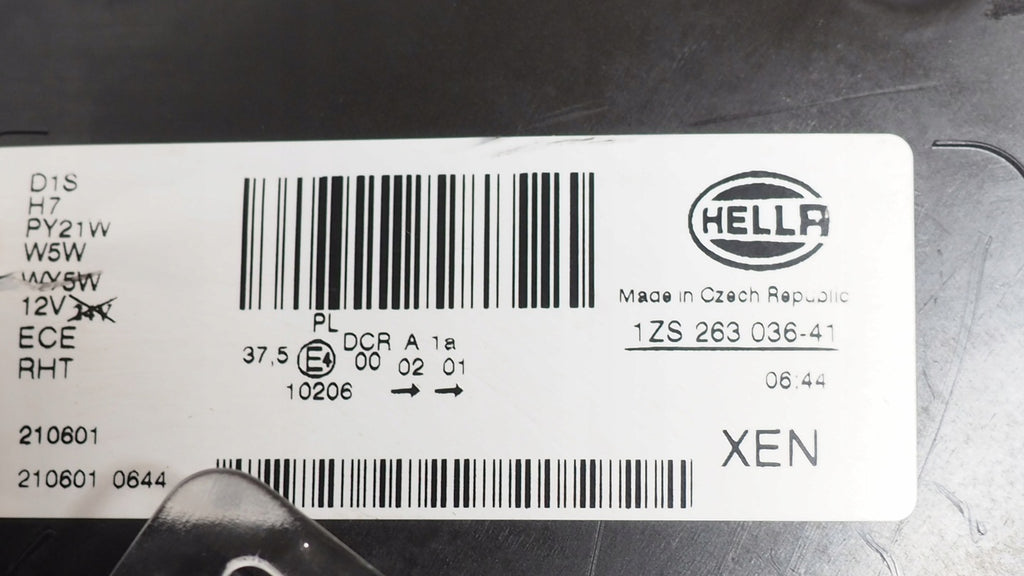 D1S
H7
PY21W
W5W
WY5W
12V 24V
ECE
RHT
210601
210601 0644
PL
37,5 E4 DCR A 1a
00 02 01
10206 → →
HELLA
Made in Czech Republic
1ZS 263 036-41
06:44
XEN